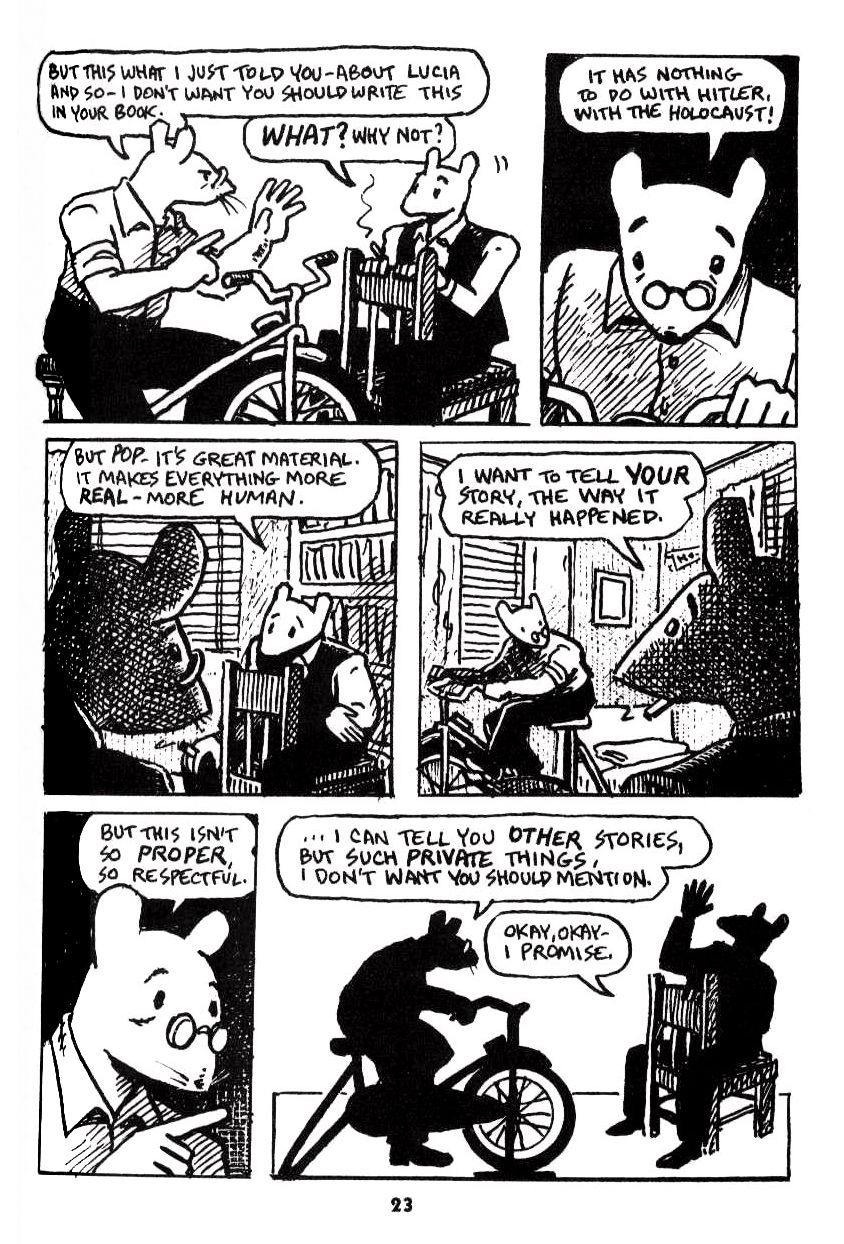 BUT THIS WHAT I JUST TOLD YOU-ABOUT LUCIA
AND SO-I DON'T WANT YOU SHOULD WRITE THIS
IN YOUR BOOK.
WHAT? WHY NOT?
IT HAS NOTHING
TO DO WITH HITLER,
WITH THE HOLOCAUST!
BUT POP- IT'S GREAT MATERIAL.
IT MAKES EVERYTHING MORE
REAL - MORE HUMAN.
I WANT TO TELL YOUR
STORY, THE WAY IT
REALLY HAPPENED.
BUT THIS ISN'T
SO PROPER,
SO RESPECTFUL.
... I CAN TELL YOU OTHER STORIES,
BUT SUCH PRIVATE THINGS,
I DON'T WANT YOU SHOULD MENTION.
OKAY, OKAY-
I PROMISE.
23